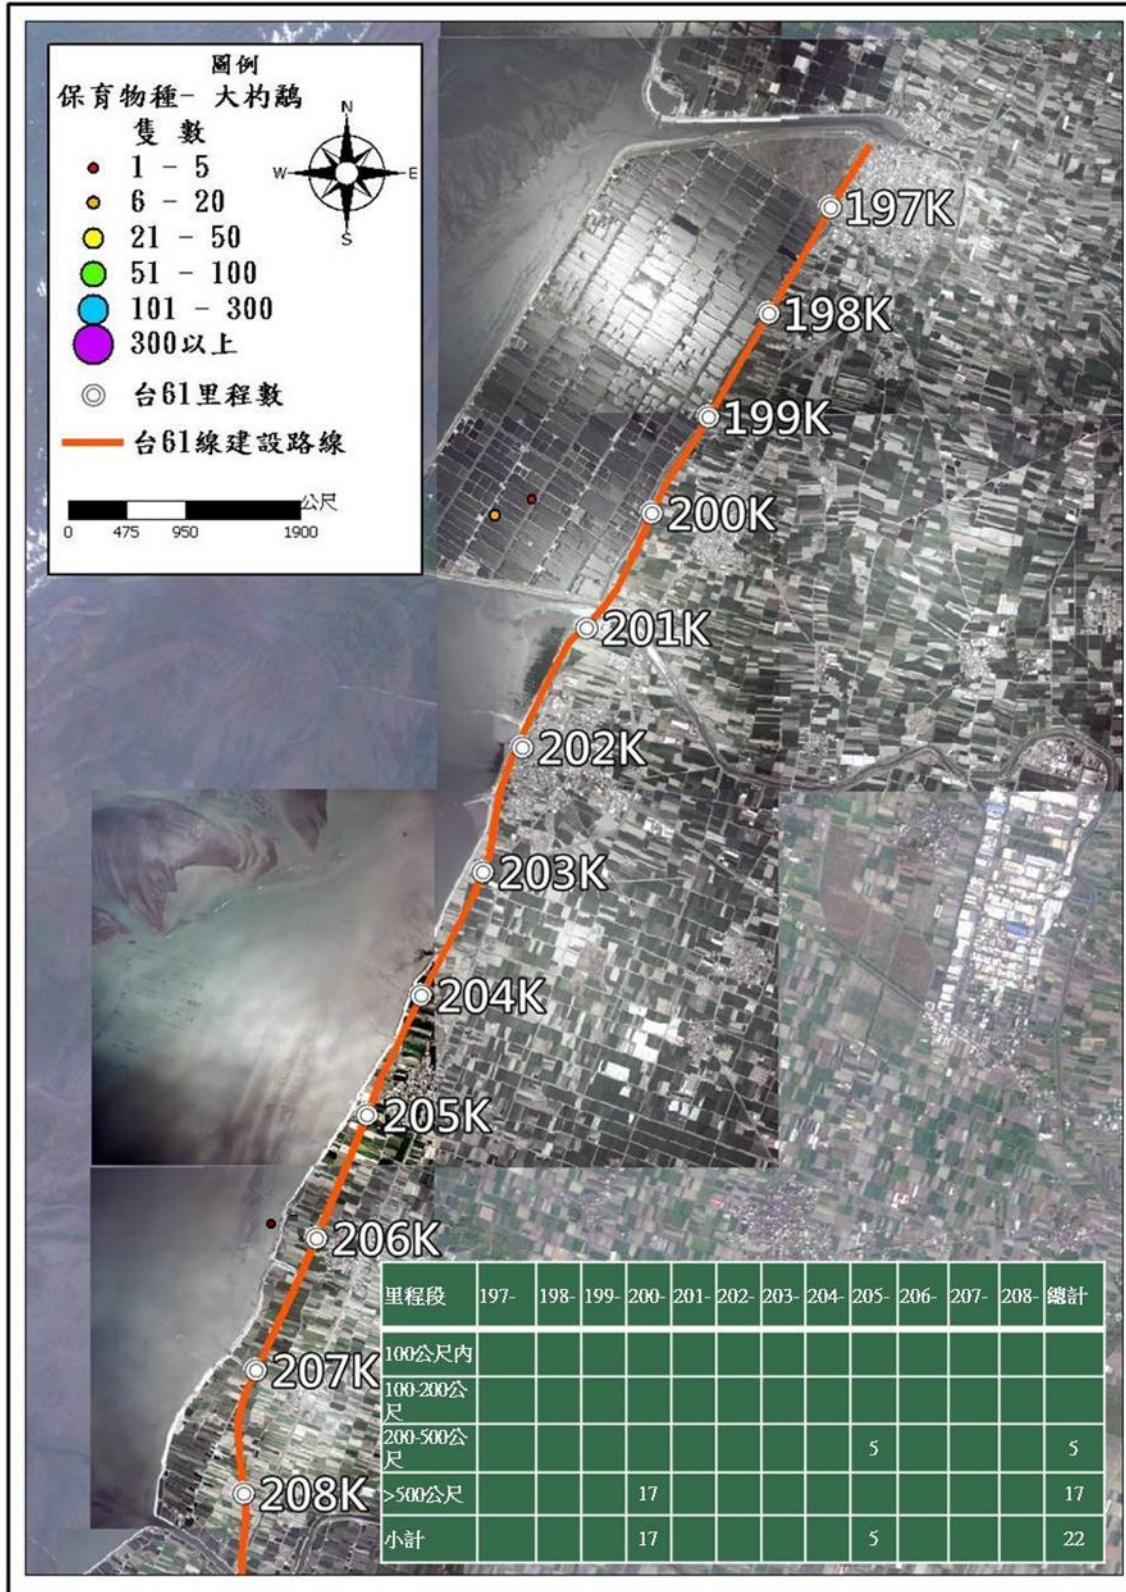 圖例
保育物種- 大杓鷸
隻 數
1 - 5
6 - 20
21 - 50
51 - 100
101 - 300
300以上
台61里程數
台61線建設路線
公尺
0 475 950 1900
N
W E
S
197K
198K
199K
200K
201K
202K
203K
204K
205K
206K
207K
208K
里程段 197- 198- 199- 200- 201- 202- 203- 204- 205- 206- 207- 208- 總計
100公尺內
100-200公
尺
200-500公
尺 5 5
>500公尺 17 17
小計 17 5 22